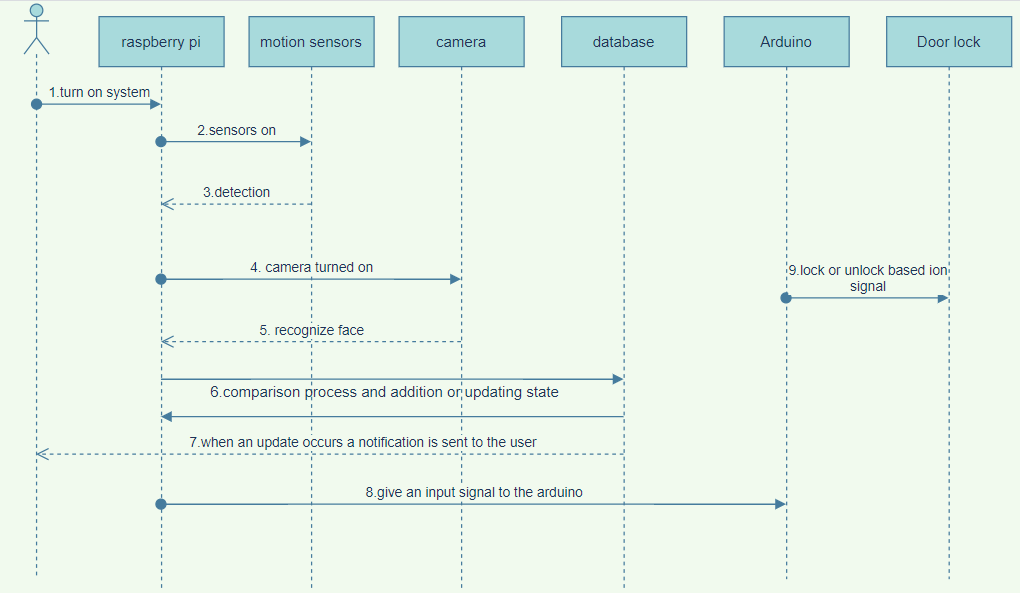 raspberry pi
motion sensors
camera
database
Arduino
Door lock
1.turn on system
2.sensors on
3.detection
4. camera turned on
9.lock or unlock based ion
signal
5. recognize face
6.comparison process and addition or updating state
7.when an update occurs a notification is sent to the user
8.give an input signal to the arduino